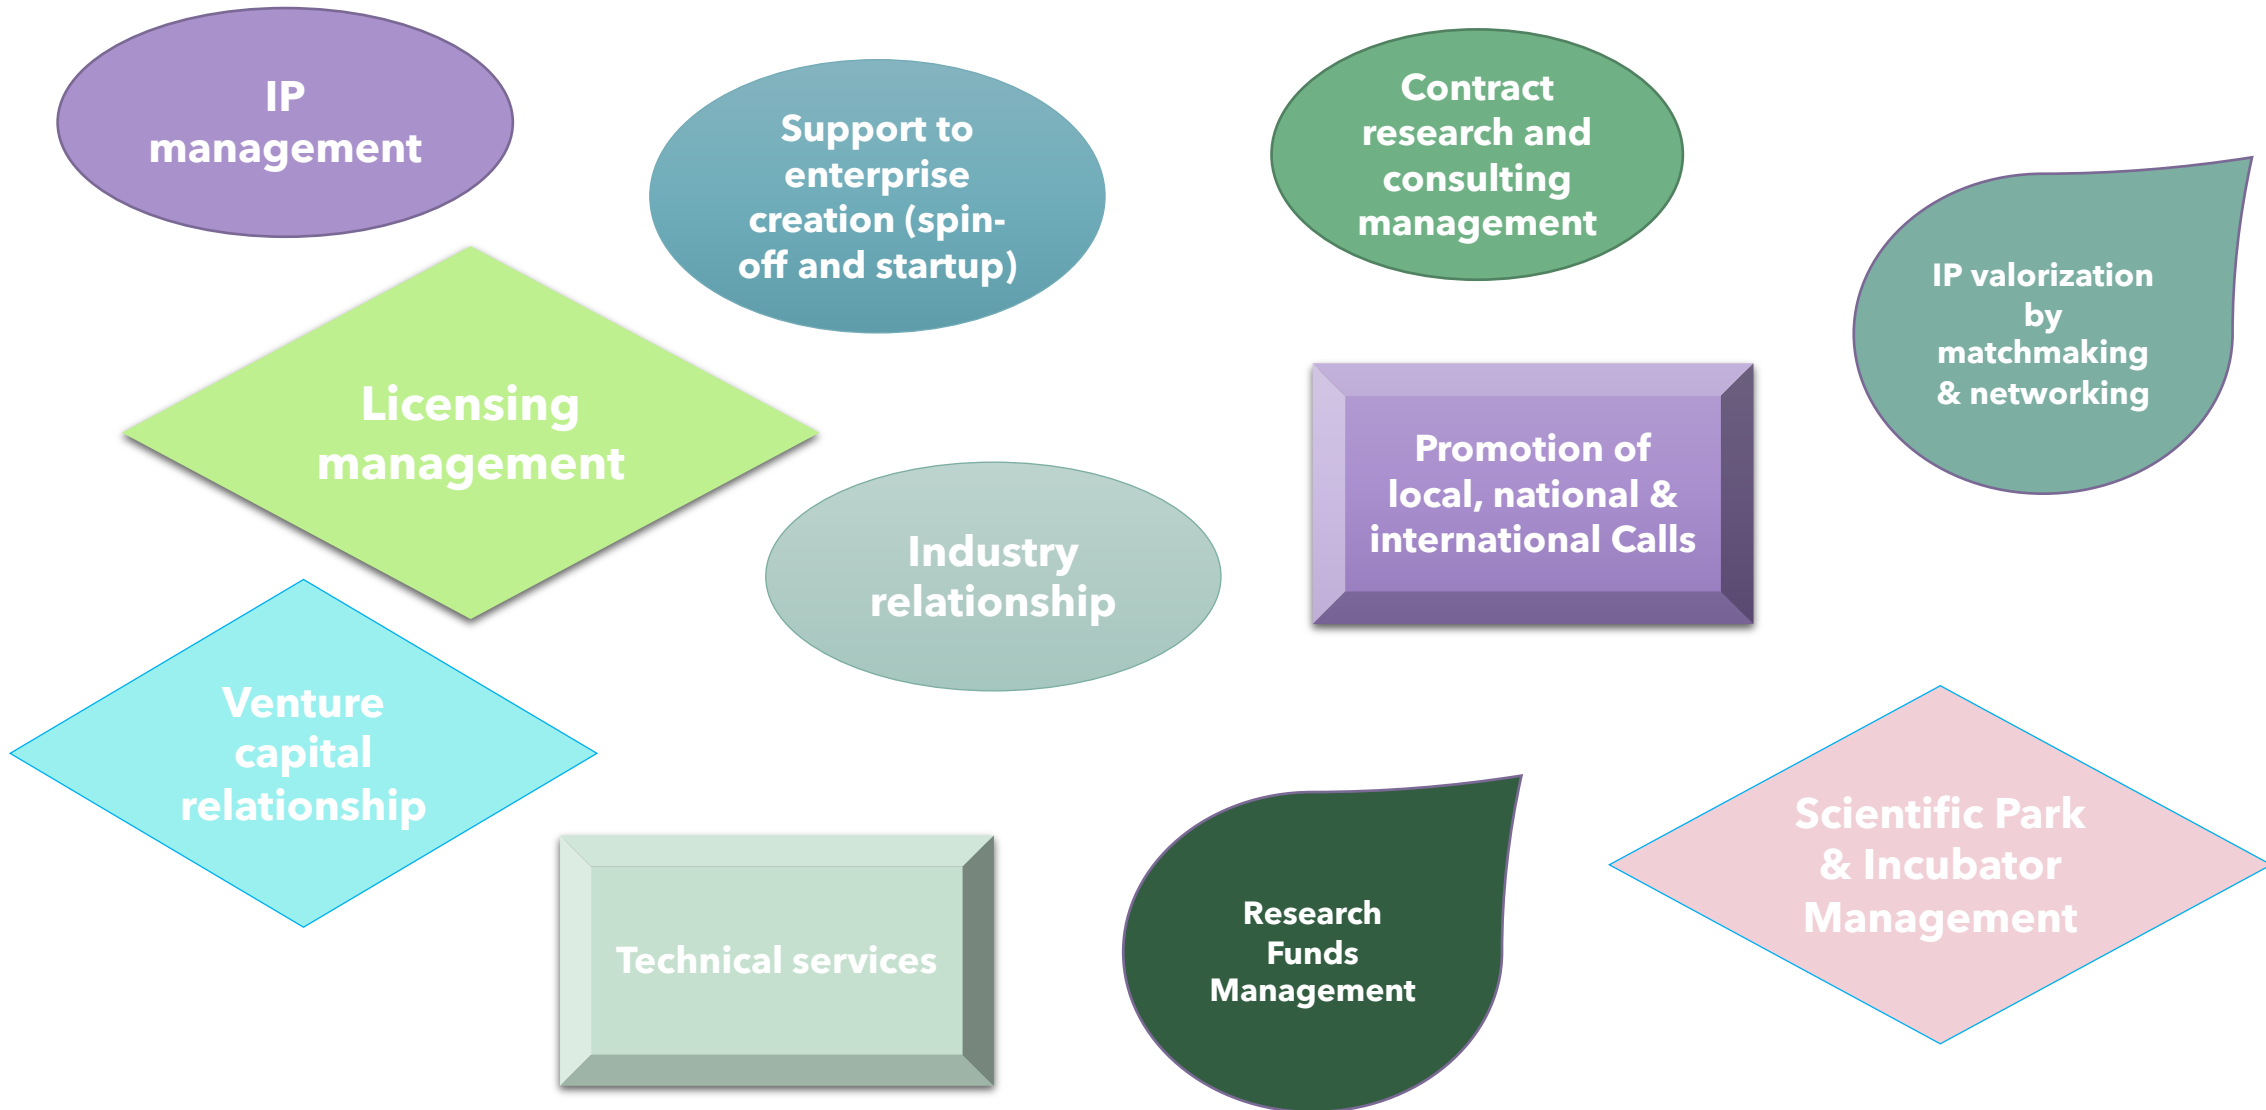 IP
management
Support to
enterprise
creation (spin-
off and startup)
Contract
research and
consulting
management
IP valorization
by
matchmaking
& networking
Licensing
management
Promotion of
local, national &
international Calls
Industry
relationship
Venture
capital
relationship
Scientific Park
& Incubator
Management
Technical services
Research
Funds
Management